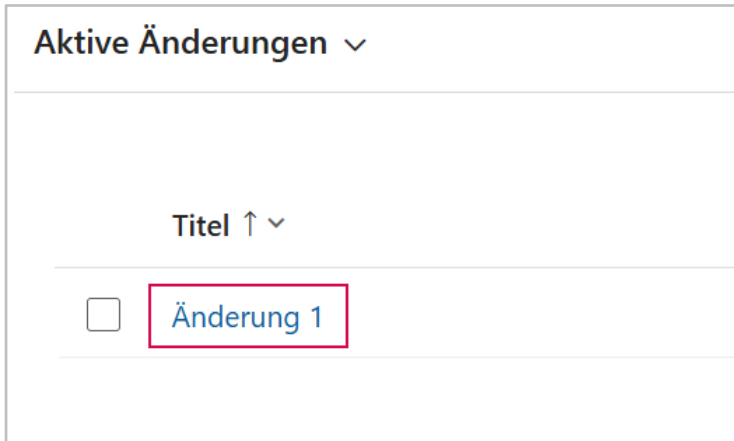 Aktive Änderungen
Titel ↑
Änderung 1